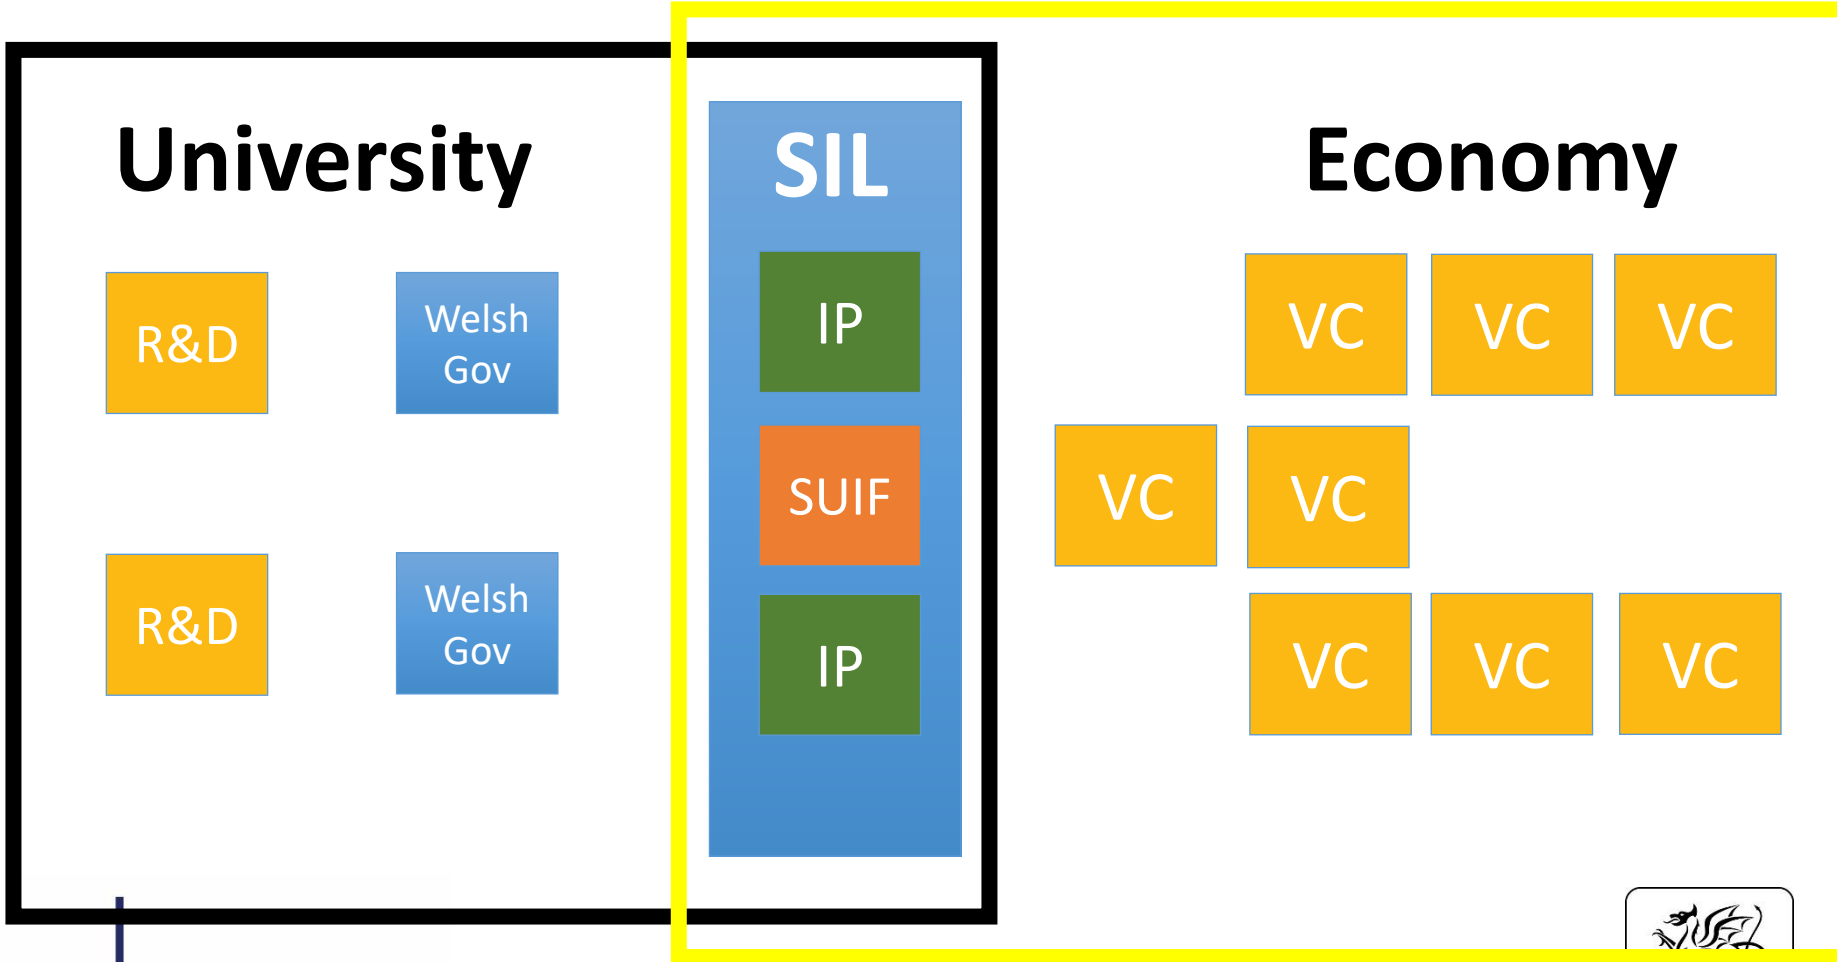 University
SIL
Economy
R&D
Welsh
Gov
IP
VC
VC
VC
SUIF
VC
VC
R&D
Welsh
Gov
IP
VC
VC
VC